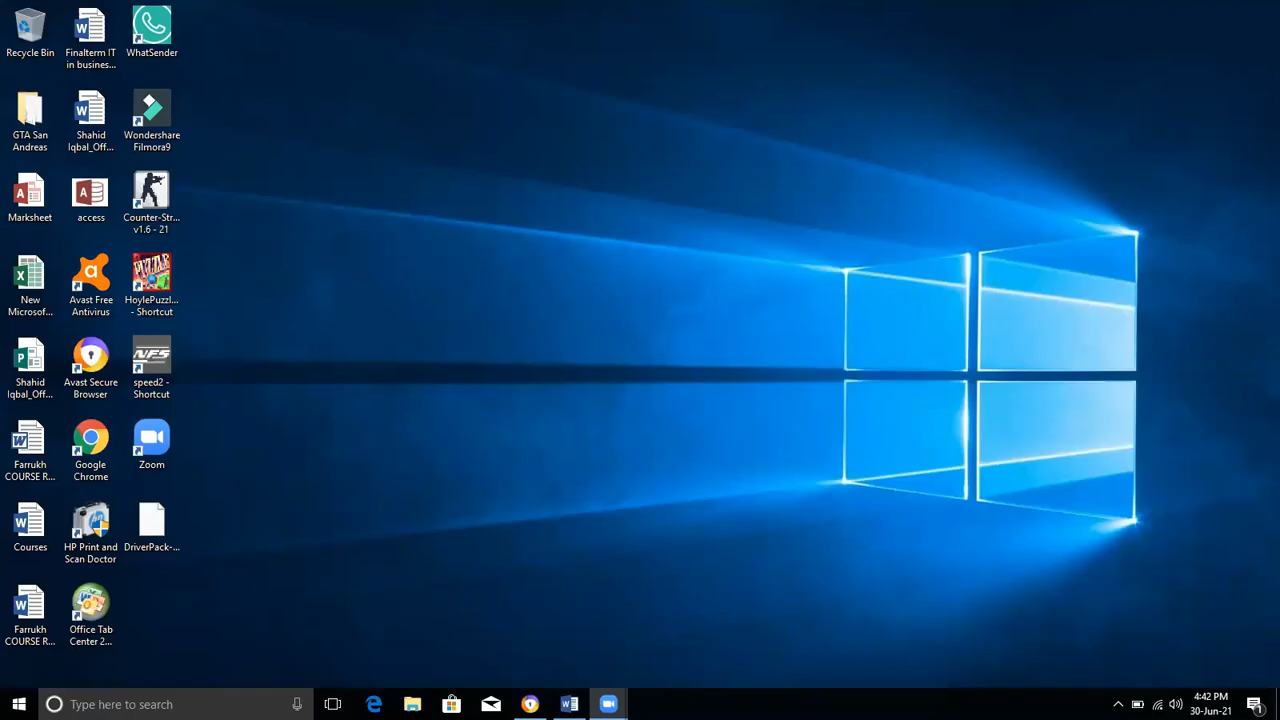 Recycle Bin
Finalterm IT
in busines...
WhatSender
GTA San
Andreas
Shahid
Iqbal_Off...
Wondershare
Filmora9
Marksheet
access
Counter-Str...
v1.6 - 21
New
Microsof...
Avast Free
Antivirus
PUZZLE
HoylePuzzl...
- Shortcut
Shahid
Iqbal_Off...
Avast Secure
Browser
NFS
speed2 -
Shortcut
Farrukh
COURSE R...
Google
Chrome
Zoom
Courses
HP Print and
Scan Doctor
DriverPack-...
Farrukh
COURSE R...
Office Tab
Center 2...
Type here to search
4:42 PM
30-Jun-21